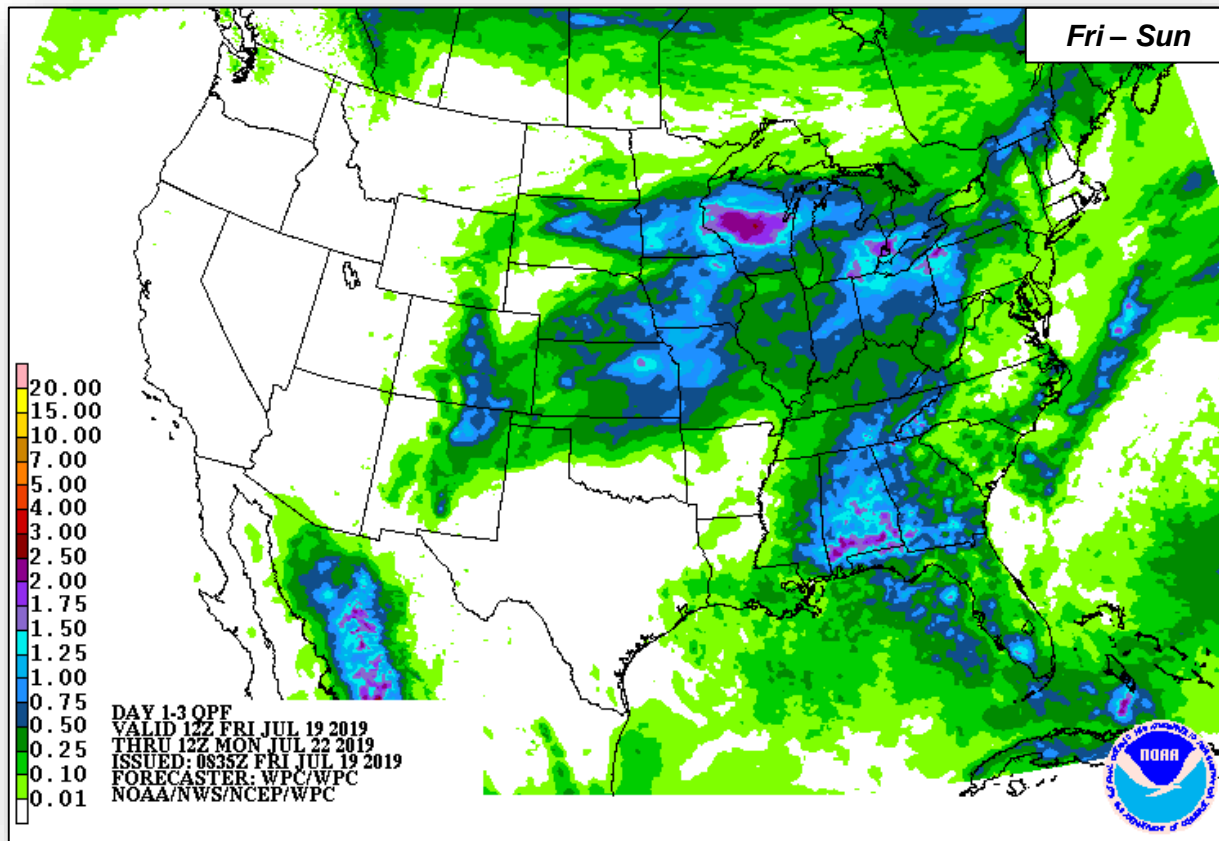 Fri – Sun
20.00
15.00
10.00
7.00
5.00
4.00
3.00
2.50
2.00
1.75
1.50
1.25
1.00
0.75
0.50
0.25
0.10
0.01
DAY 1-3 QPF
VALID 12Z FRI JUL 19 2019
THRU 12Z MON JUL 22 2019
ISSUED: 0835Z FRI JUL 19 2019
FORECASTER: WPC/WPC
NOAA/NWS/NCEP/WPC
NOAA